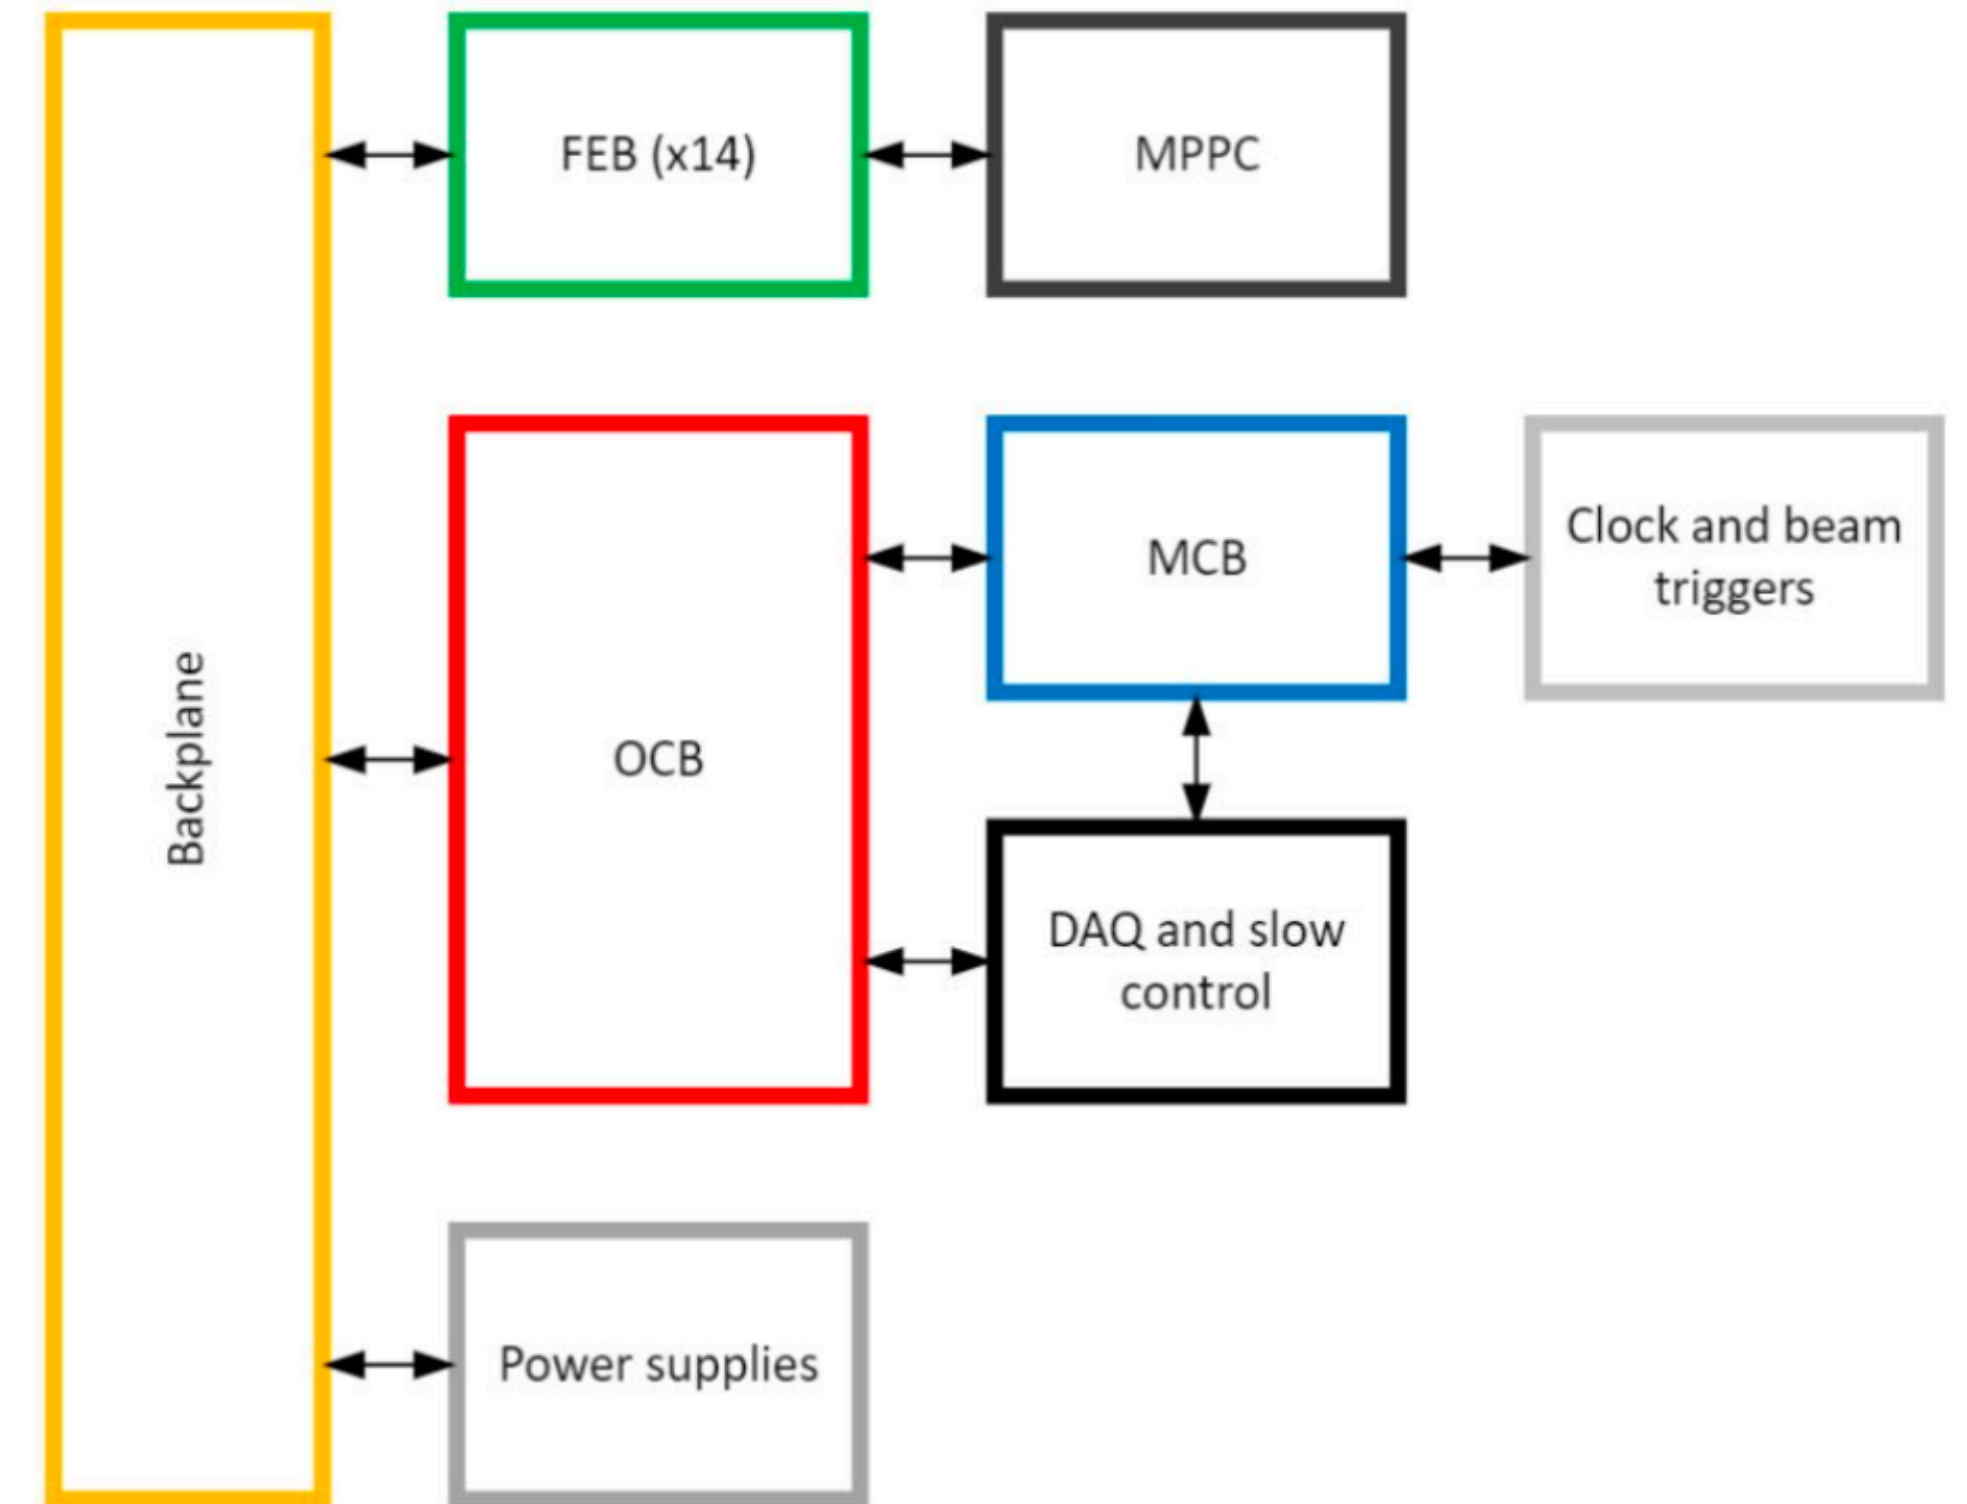 FEB (x14)
MPPC
Clock and beam
triggers
MCB
Backplane
OCB
DAQ and slow
control
Power supplies